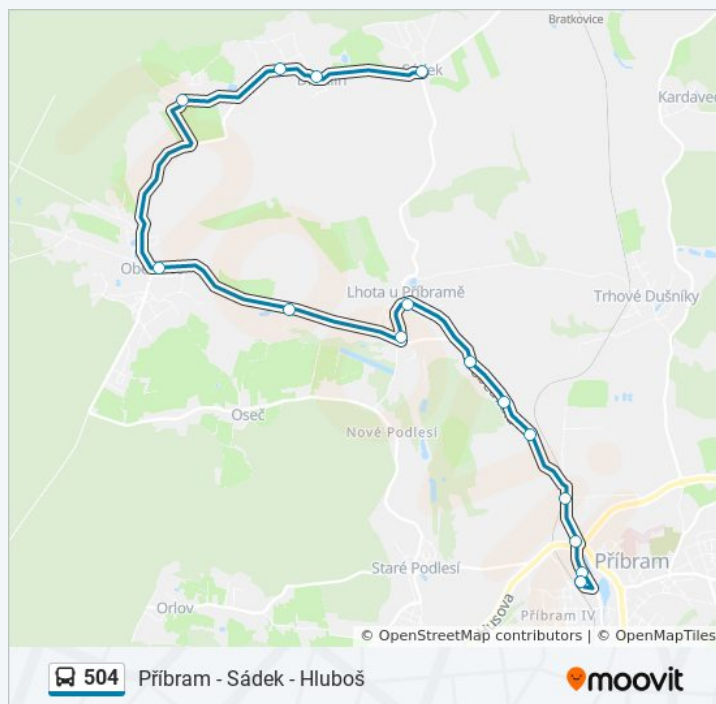 Bratkovice
Sádek
Kardavec
Lhota u Příbramě
Trhové Dušníky
Oseč
Nové Podlesí
Příbram
Staré Podlesí
Orlov
Příbram IV
© OpenStreetMap contributors | © OpenMapTiles
504 Příbram - Sádek - Hluboš
moovit